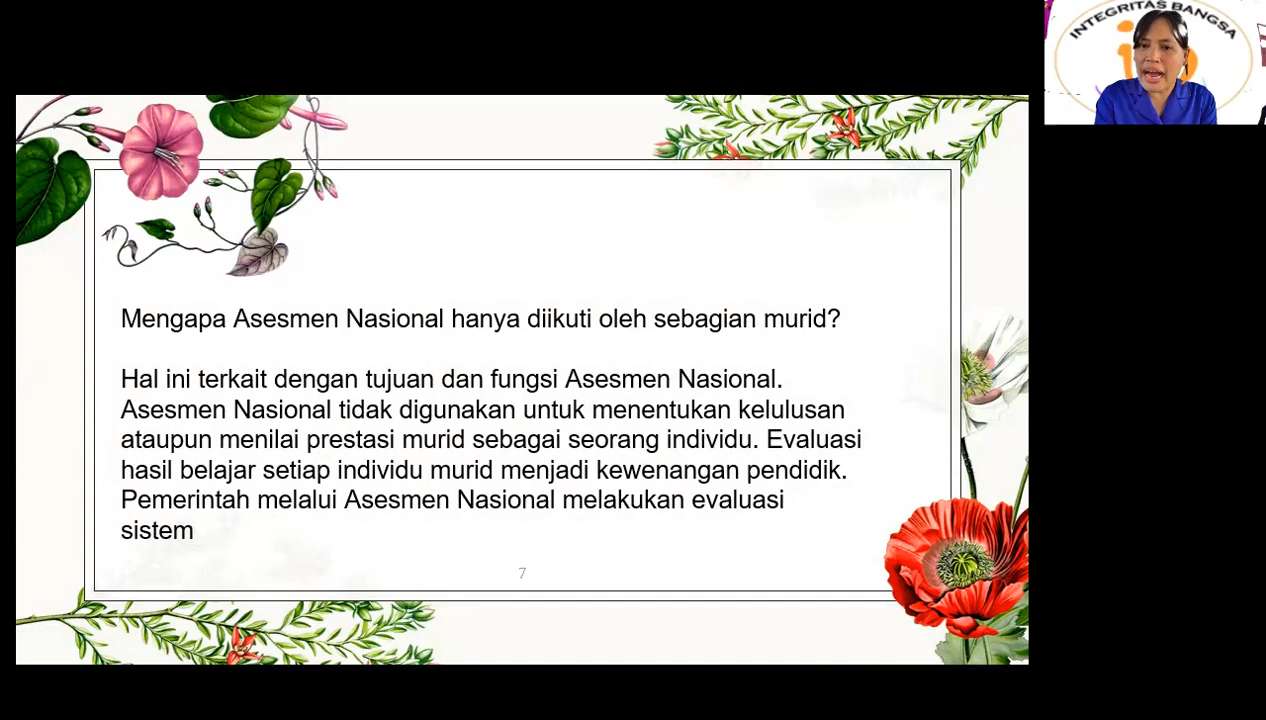 INTEGRITAS BANGSA
Mengapa Asesmen Nasional hanya diikuti oleh sebagian murid?
Hal ini terkait dengan tujuan dan fungsi Asesmen Nasional.
Asesmen Nasional tidak digunakan untuk menentukan kelulusan
ataupun menilai prestasi murid sebagai seorang individu. Evaluasi
hasil belajar setiap individu murid menjadi kewenangan pendidik.
Pemerintah melalui Asesmen Nasional melakukan evaluasi
sistem
7